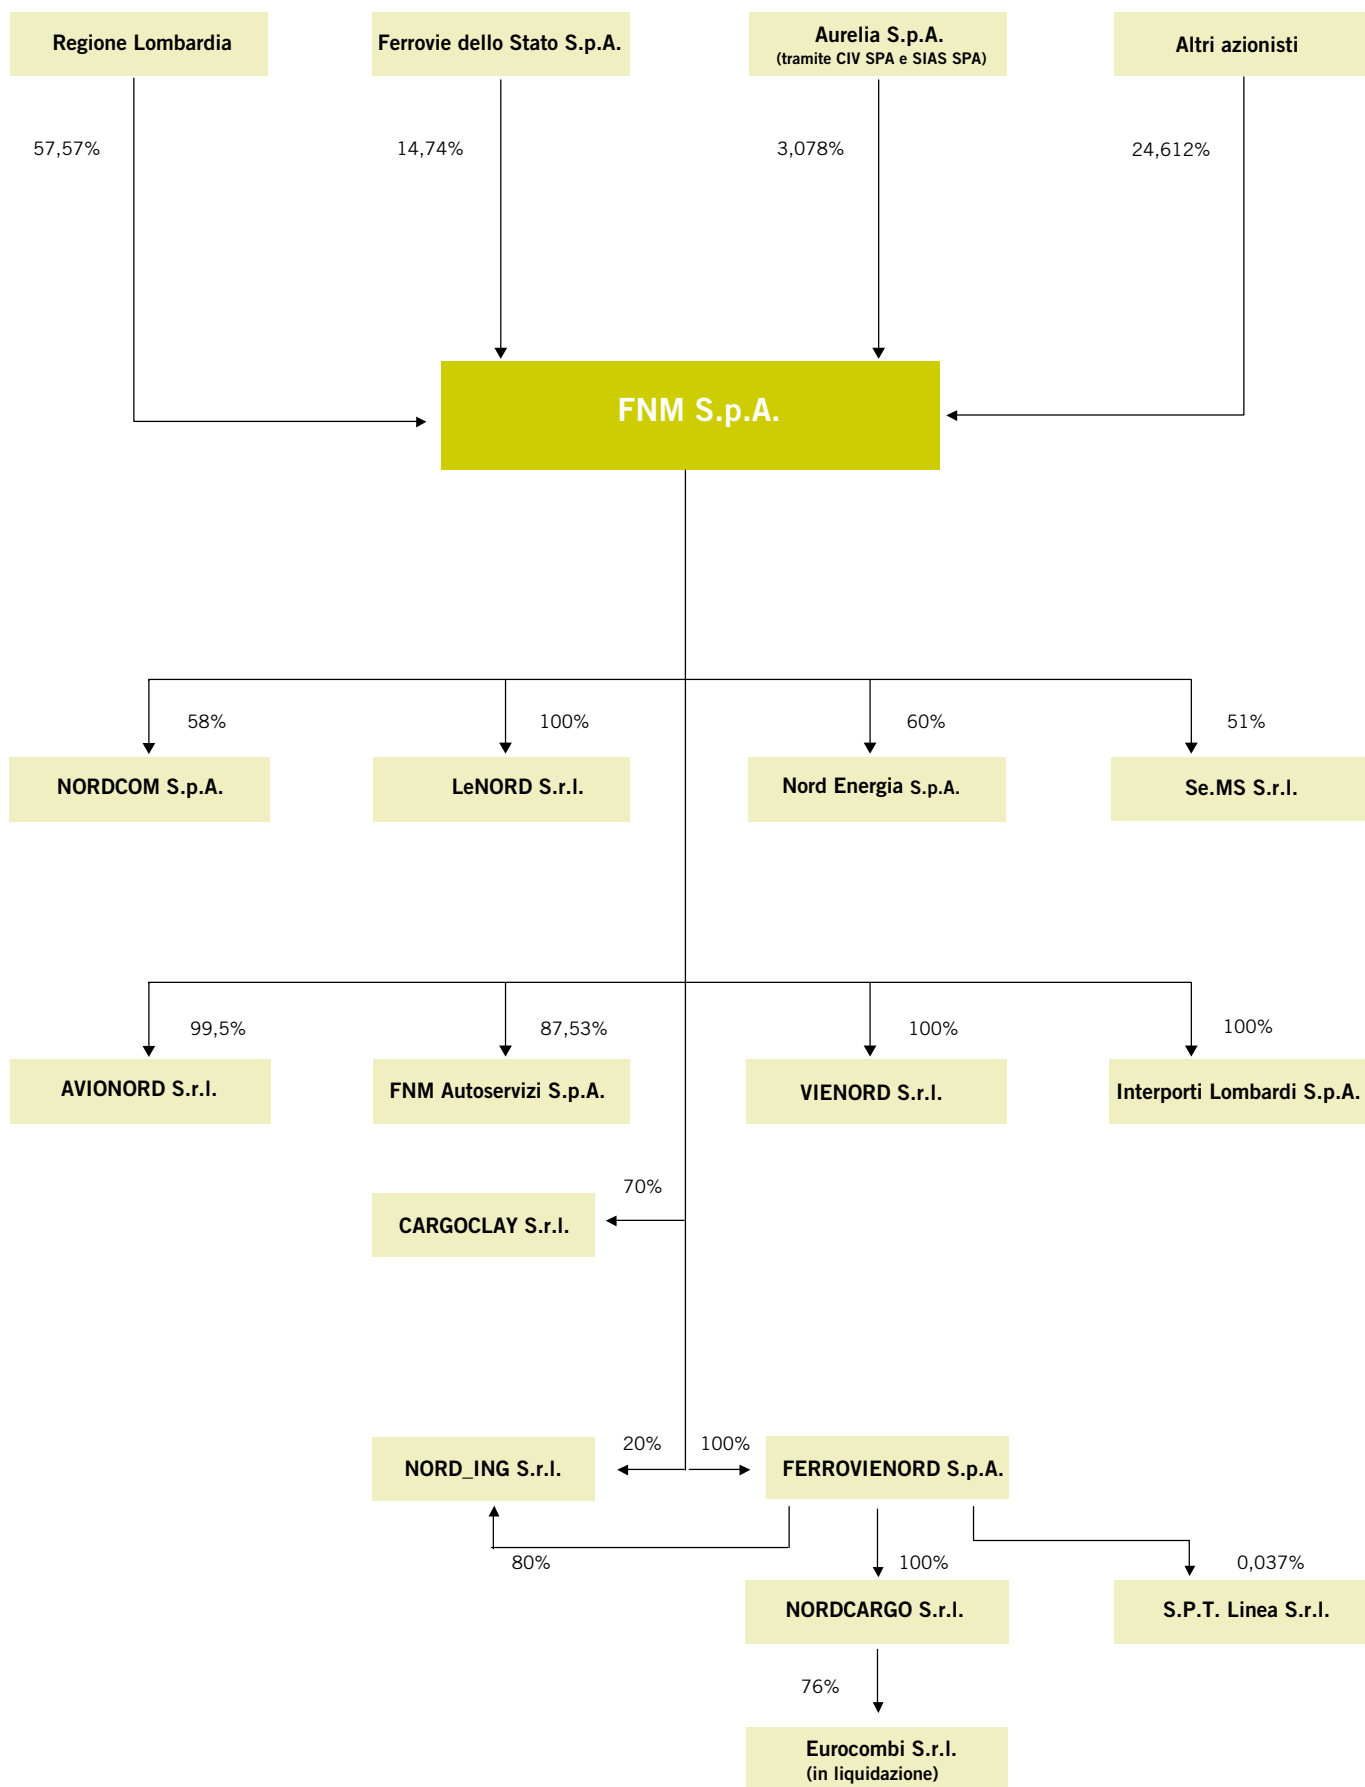 Regione Lombardia
Ferrovie dello Stato S.p.A.
Aurelia S.p.A.
(tramite CIV SPA e SIAS SPA)
Altri azionisti
57,57%
14,74%
3,078%
24,612%
FNM S.p.A.
58%
100%
60%
51%
NORDCOM S.p.A.
LeNORD S.r.l.
Nord Energia S.p.A.
Se.MS S.r.l.
99,5%
87,53%
100%
100%
AVIONORD S.r.l.
FNM Autoservizi S.p.A.
VIENORD S.r.l.
Interporti Lombardi S.p.A.
70%
CARGOCLAY S.r.l.
20%
100%
NORD_ING S.r.l.
FERROVIENORD S.p.A.
80%
100%
0,037%
NORDCARGO S.r.l.
S.P.T. Linea S.r.l.
76%
Eurocombi S.r.l.
(in liquidazione)